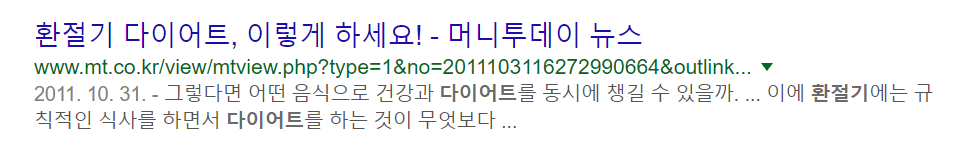 환절기 다이어트, 이렇게 하세요! - 머니투데이 뉴스
www.mt.co.kr/view/mtview.php?type=1&no=2011103116272990664&outlink...
2011. 10. 31. - 그렇다면 어떤 음식으로 건강과 다이어트를 동시에 챙길 수 있을까. ... 이에 환절기에는 규
칙적인 식사를 하면서 다이어트를 하는 것이 무엇보다 ...